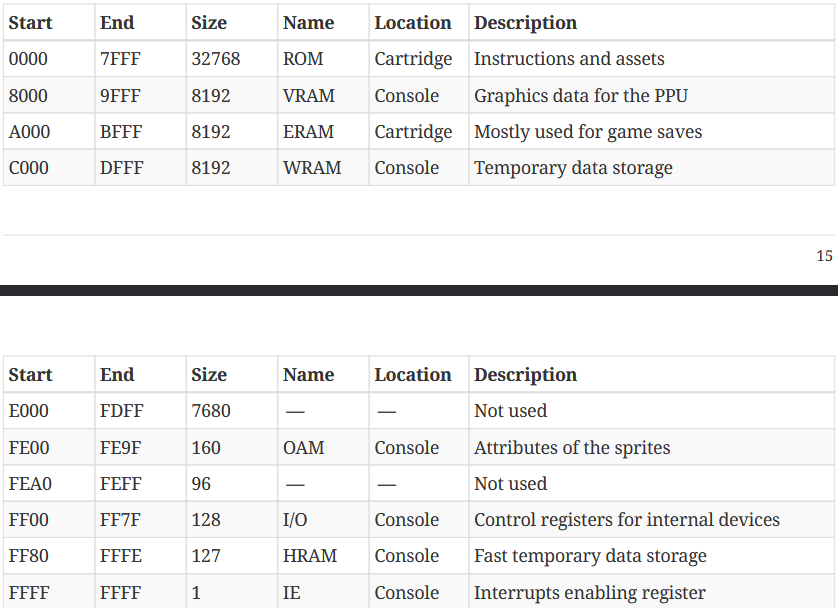 Start End Size Name Location Description
0000 7FFF 32768 ROM Cartridge Instructions and assets
8000 9FFF 8192 VRAM Console Graphics data for the PPU
A000 BFFF 8192 ERAM Cartridge Mostly used for game saves
C000 DFFF 8192 WRAM Console Temporary data storage
15
Start End Size Name Location Description
E000 FDFF 7680 — — Not used
FE00 FE9F 160 OAM Console Attributes of the sprites
FEA0 FEFF 96 — — Not used
FF00 FF7F 128 I/O Console Control registers for internal devices
FF80 FFFE 127 HRAM Console Fast temporary data storage
FFFF FFFF 1 IE Console Interrupts enabling register